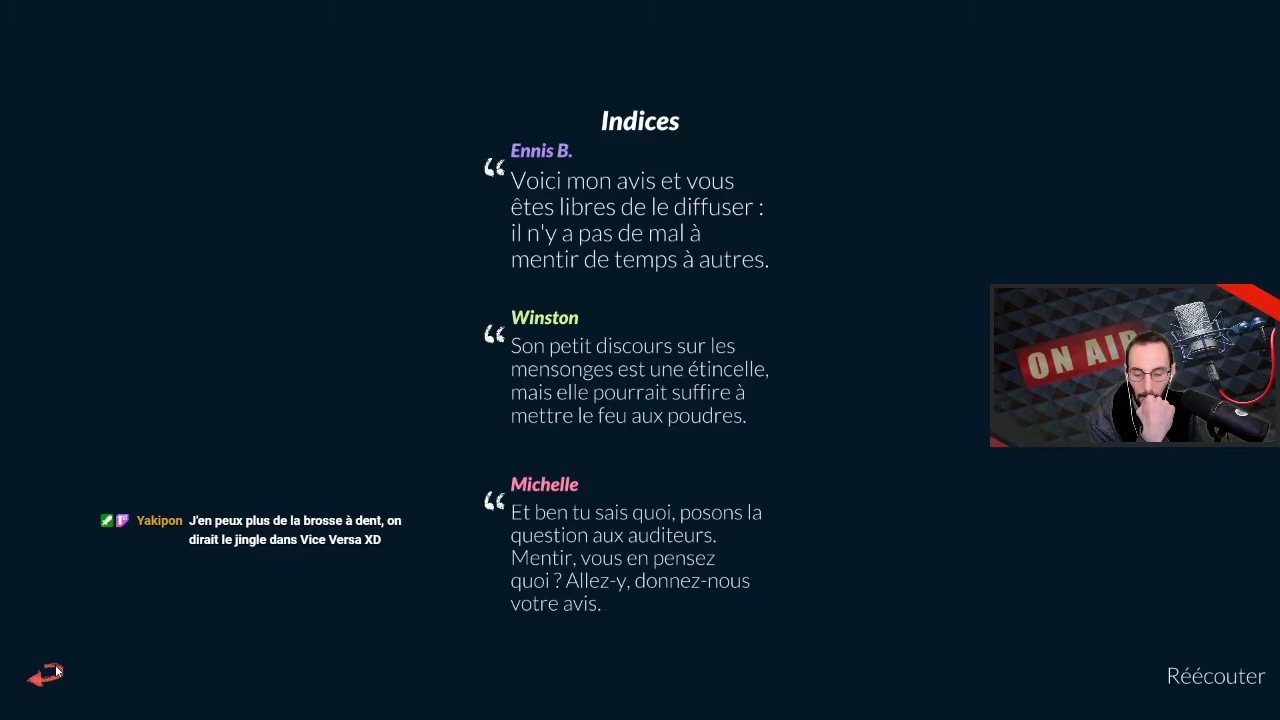 Indices
Ennis B.
“ Voici mon avis et vous
êtes libres de le diffuser :
il n'y a pas de mal à
mentir de temps à autres.
Winston
“ Son petit discours sur les
mensonges est une étincelle,
mais elle pourrait suffire à
mettre le feu aux poudres.
Michelle
“ Et ben tu sais quoi, posons la
question aux auditeurs.
Mentir, vous en pensez
quoi ? Allez-y, donnez-nous
votre avis.
Yakipon J'en peux plus de la brosse à dent, on
dirait le jingle dans Vice Versa XD
ON AIR
Réécouter